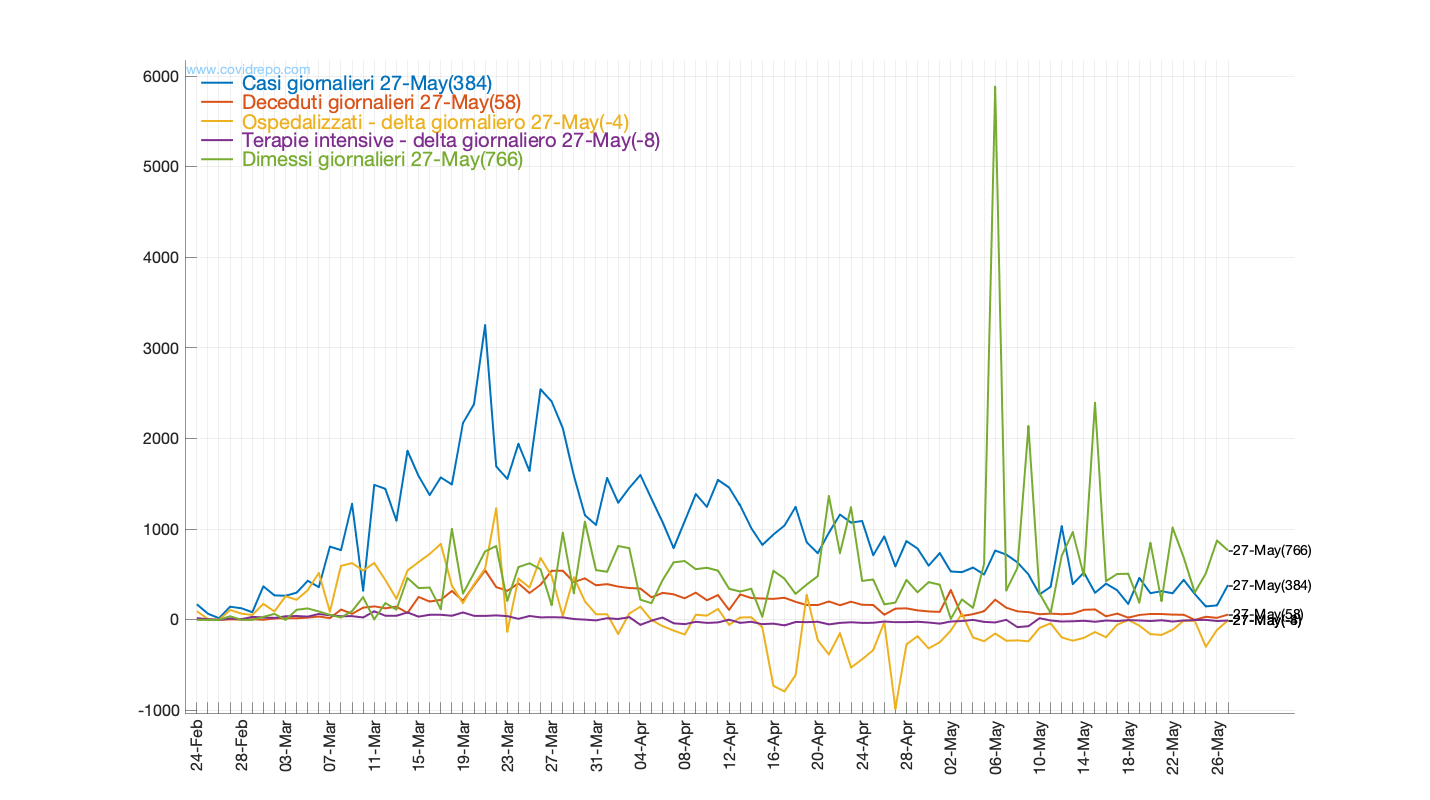 www.covidrepo.com
Casi giornalieri 27-May(384)
Deceduti giornalieri 27-May(58)
Ospedalizzati - delta giornaliero 27-May(-4)
Terapie intensive - delta giornaliero 27-May(-8)
Dimessi giornalieri 27-May(766)
6000
5000
4000
3000
2000
1000
0
-1000
-27-May(766)
-27-May(384)
-27-May(58)
-27-May(-8)
24-Feb
28-Feb
03-Mar
07-Mar
11-Mar
15-Mar
19-Mar
23-Mar
27-Mar
31-Mar
04-Apr
08-Apr
12-Apr
16-Apr
20-Apr
24-Apr
28-Apr
02-May
06-May
10-May
14-May
18-May
22-May
26-May